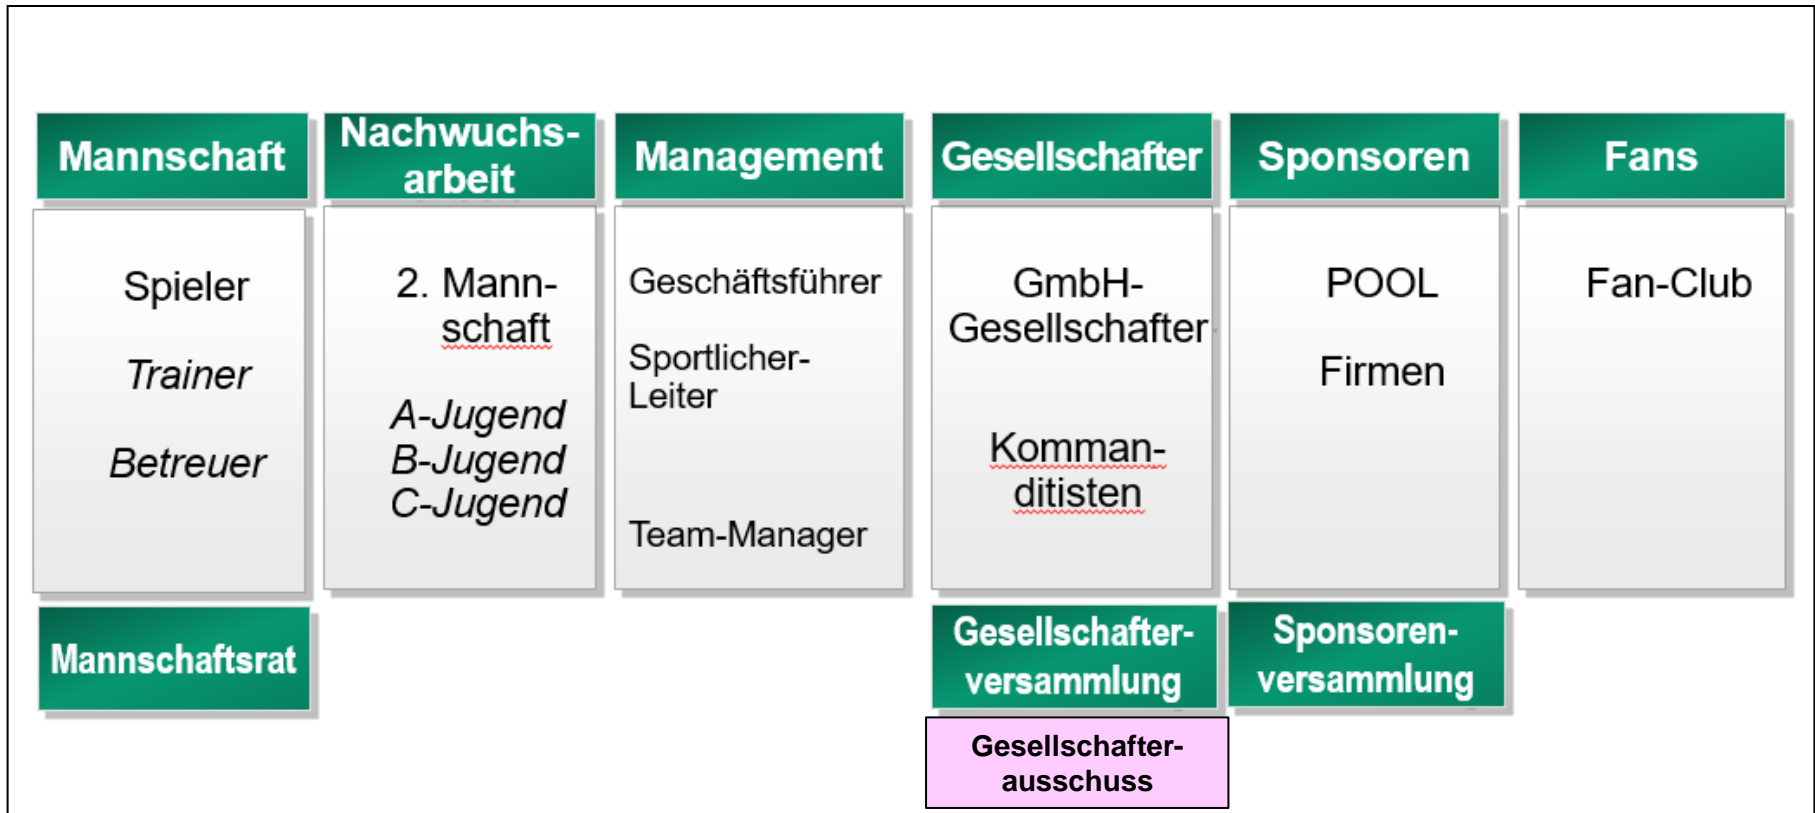 Mannschaft
Spieler
Trainer
Betreuer
Mannschaftsrat
Nachwuchs-
arbeit
2. Mann-
schaft
A-Jugend
B-Jugend
C-Jugend
Management
Geschäftsführer
Sportlicher-
Leiter
Team-Manager
Gesellschafter
GmbH-
Gesellschafter
Komman-
ditisten
Gesellschafter-
versammlung
Gesellschafter-
ausschuss
Sponsoren
POOL
Firmen
Sponsoren-
versammlung
Fans
Fan-Club